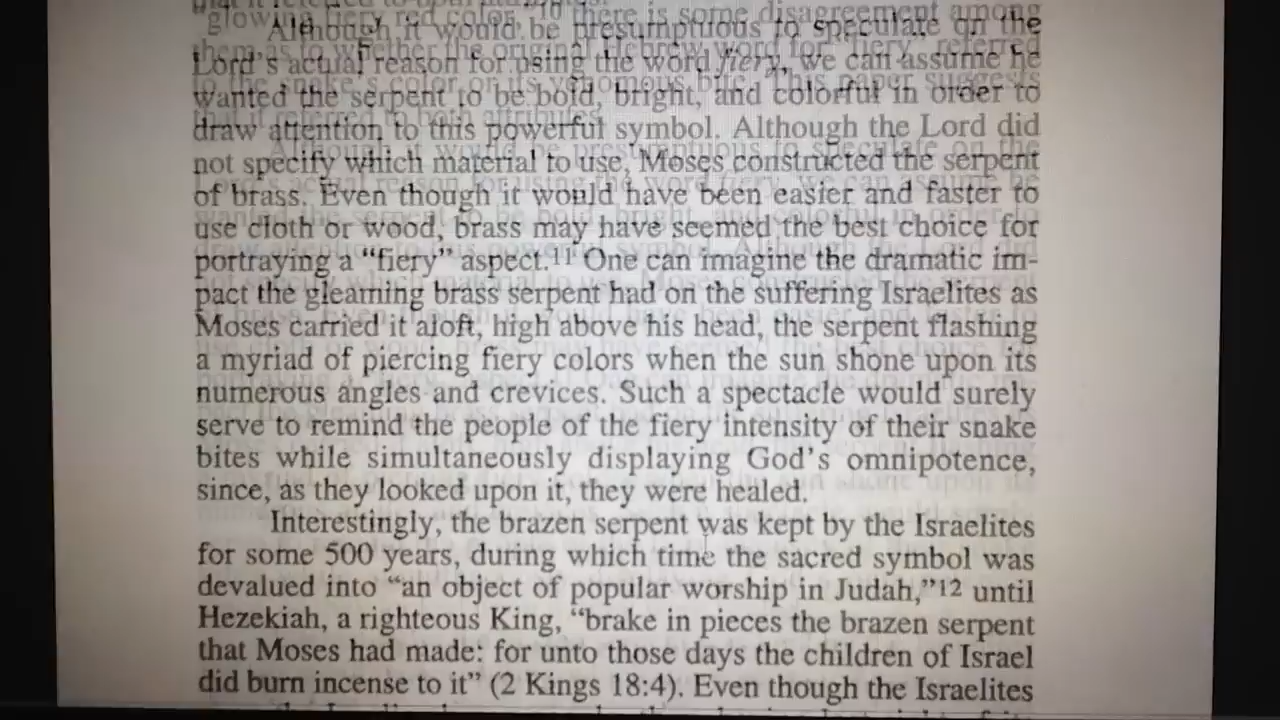 Although it would be presumptuous to speculate on the
Lord's actual reason for using the word fiery, we can assume he
wanted the serpent to be bold, bright, and colorful in order to
draw attention to this powerful symbol. Although the Lord did
not specify which material to use, Moses constructed the serpent
of brass. Even though it would have been easier and faster to
use cloth or wood, brass may have seemed the best choice for
portraying a “fiery” aspect.11 One can imagine the dramatic im-
pact the gleaming brass serpent had on the suffering Israelites as
Moses carried it aloft, high above his head, the serpent flashing
a myriad of piercing fiery colors when the sun shone upon its
numerous angles and crevices. Such a spectacle would surely
serve to remind the people of the fiery intensity of their snake
bites while simultaneously displaying God's omnipotence,
since, as they looked upon it, they were healed.
Interestingly, the brazen serpent was kept by the Israelites
for some 500 years, during which time the sacred symbol was
devalued into “an object of popular worship in Judah,”12 until
Hezekiah, a righteous King, “brake in pieces the brazen serpent
that Moses had made: for unto those days the children of Israel
did burn incense to it” (2 Kings 18:4). Even though the Israelites